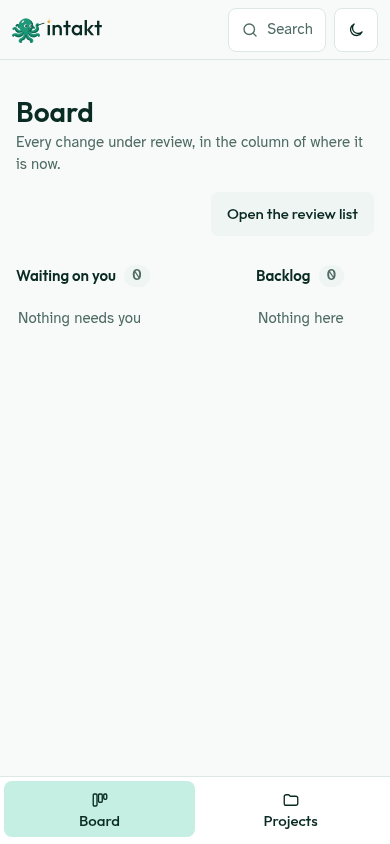 intakt
Search
Board
Every change under review, in the column of where it
is now.
Open the review list
Waiting on you 0
Backlog 0
Nothing needs you
Nothing here
Board
Projects